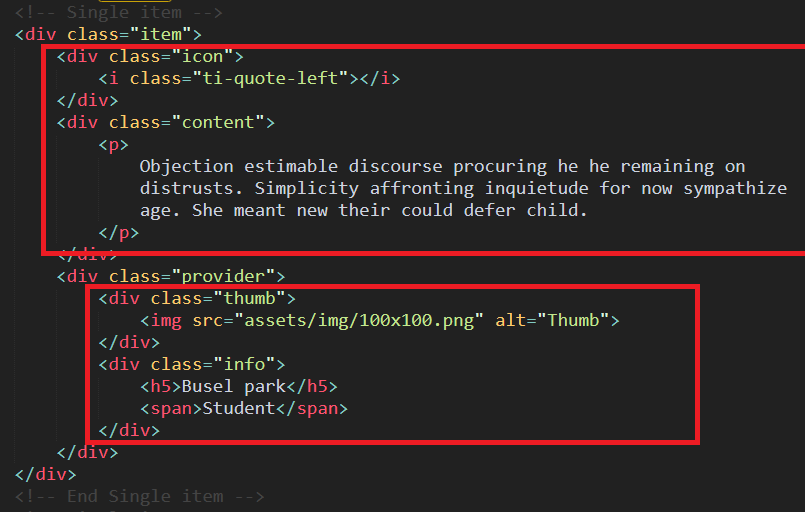 <!-- Single item -->
<div class="item">
<div class="icon">
<i class="ti-quote-left"></i>
</div>
<div class="content">
<p>
Objection estimable discourse procuring he he remaining on
distrusts. Simplicity affronting inquietude for now sympathize
age. She meant new their could defer child.
</p>
</div>
<div class="provider">
<div class="thumb">
<img src="assets/img/100x100.png" alt="Thumb">
</div>
<div class="info">
<h5>Busel park</h5>
<span>Student</span>
</div>
</div>
</div>
<!-- End Single item -->